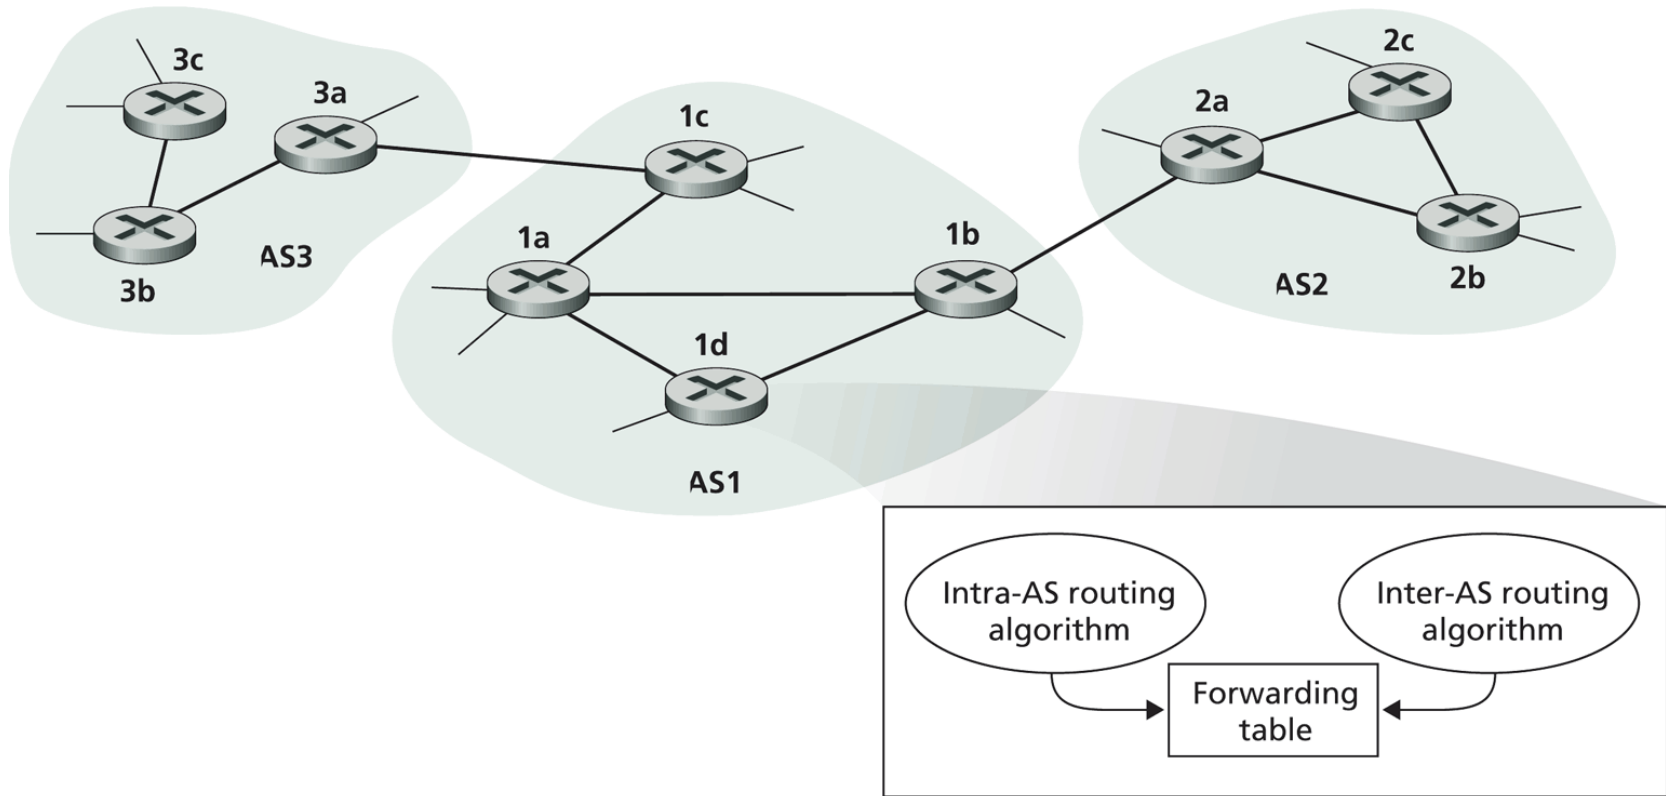 3c
3a
3b
AS3
1c
1a
1b
1d
AS1
2c
2a
2b
AS2
Intra-AS routing
algorithm
Inter-AS routing
algorithm
Forwarding
table